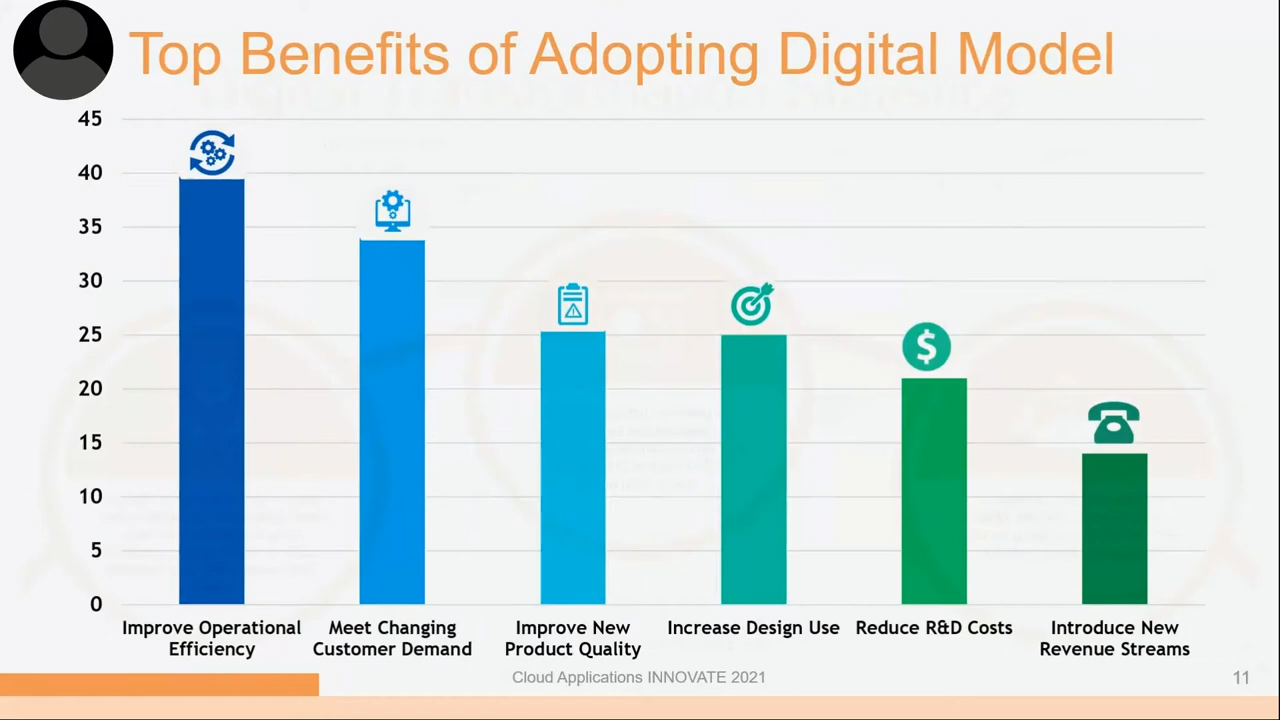 Top Benefits of Adopting Digital Model
45
40
35
30
25
20
15
10
5
0
Improve Operational
Efficiency
Meet Changing
Customer Demand
Improve New
Product Quality
Increase Design Use
Reduce R&D Costs
Introduce New
Revenue Streams
Cloud Applications INNOVATE 2021
11